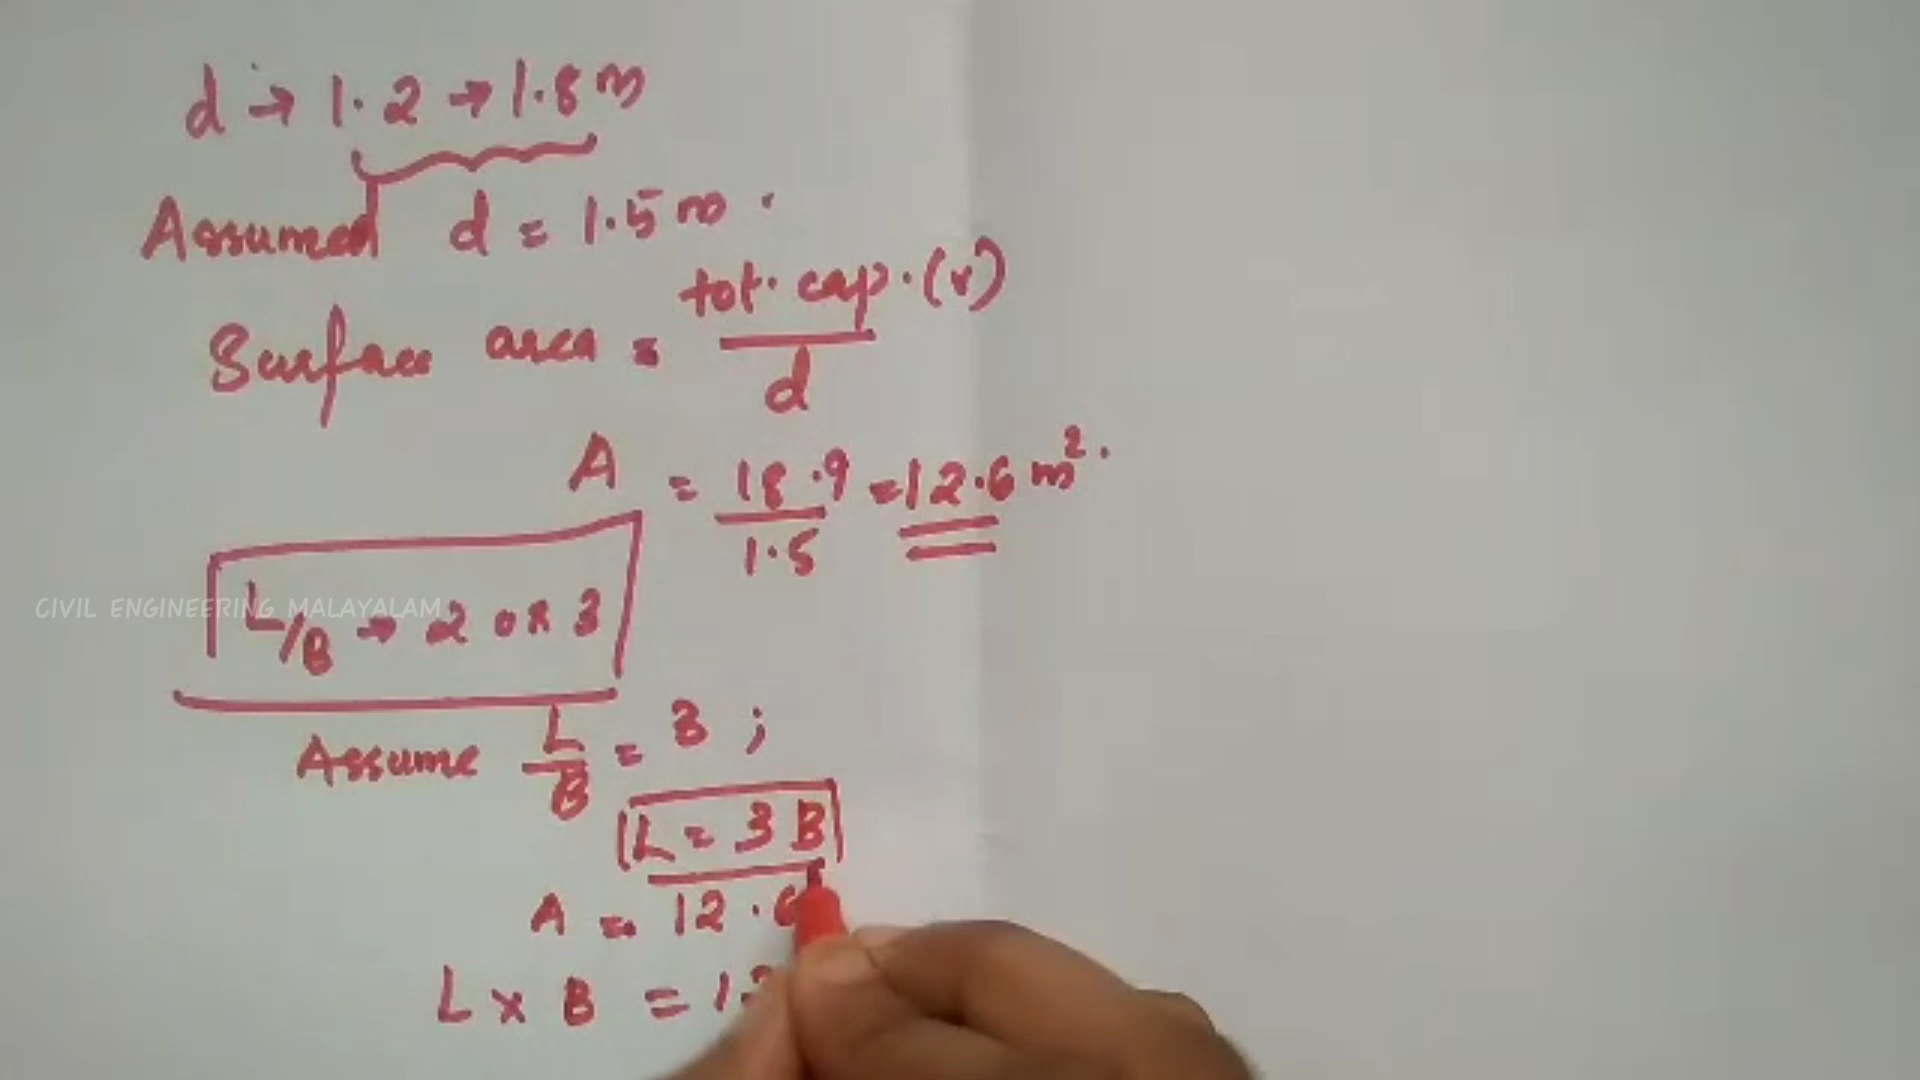 d → 1.2 → 1.8 m
Assumed d = 1.5 m.
Surface area = tot. cap. (v)
d
A = 18.9 = 12.6 m².
1.5
CIVIL ENGINEERING MALAYALAM
L/B → 2 or 3
Assume L = 3 ;
B
L = 3 B
A = 12.6
L x B =